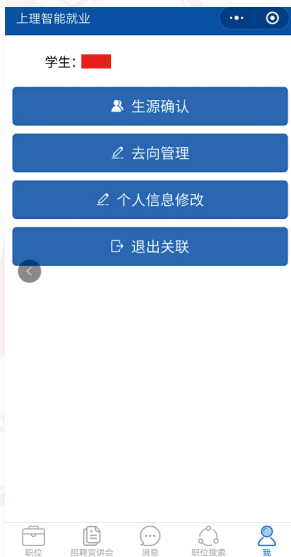 上理智能就业
学生：
生源确认
去向管理
个人信息修改
退出关联
职位 招聘宣讲会 消息 职位搜索 我